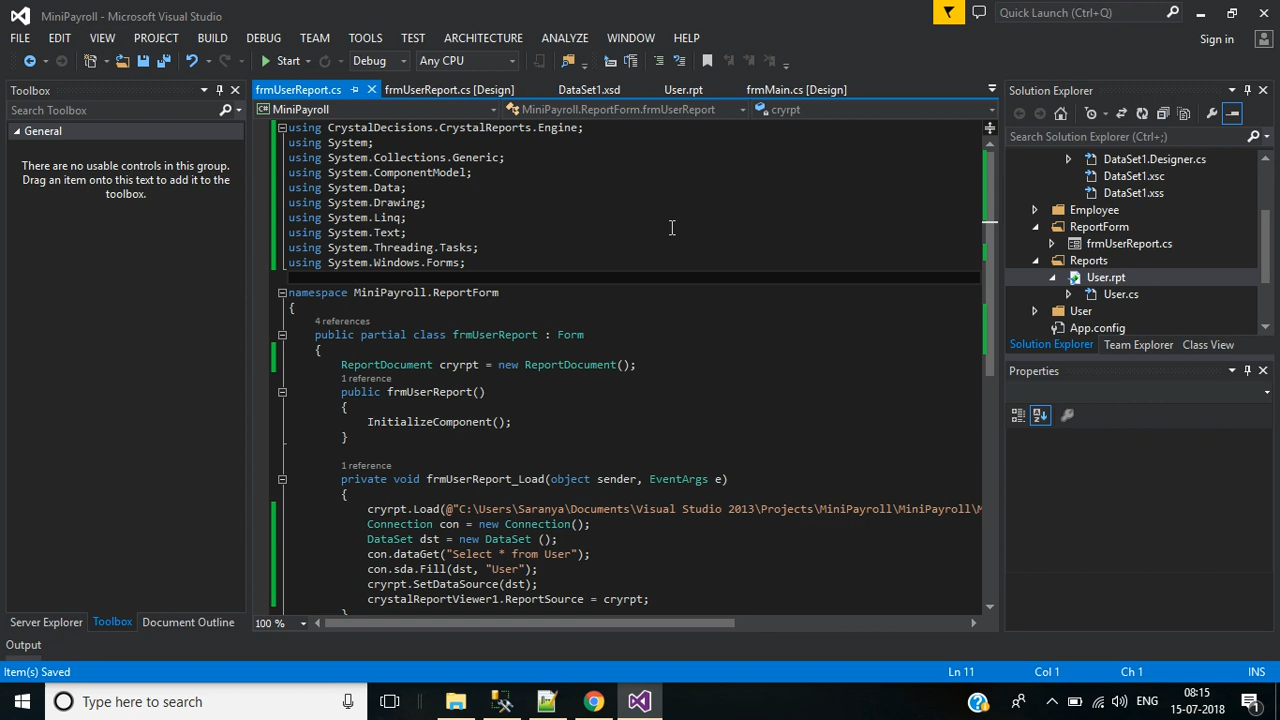 MiniPayroll - Microsoft Visual Studio
Quick Launch (Ctrl+Q)
FILE EDIT VIEW PROJECT BUILD DEBUG TEAM TOOLS TEST ARCHITECTURE ANALYZE WINDOW HELP
Sign in
Start Debug Any CPU
Toolbox
Search Toolbox
General
There are no usable controls in this group.
Drag an item onto this text to add it to the
toolbox.
Server Explorer Toolbox Document Outline
frmUserReport.cs frmUserReport.cs [Design] DataSet1.xsd User.rpt frmMain.cs [Design]
MiniPayroll MiniPayroll.ReportForm.frmUserReport cryrpt
using CrystalDecisions.CrystalReports.Engine;
using System;
using System.Collections.Generic;
using System.ComponentModel;
using System.Data;
using System.Drawing;
using System.Linq;
using System.Text;
using System.Threading.Tasks;
using System.Windows.Forms;
namespace MiniPayroll.ReportForm
{
4 references
public partial class frmUserReport : Form
{
ReportDocument cryrpt = new ReportDocument();
1 reference
public frmUserReport()
{
InitializeComponent();
}
1 reference
private void frmUserReport_Load(object sender, EventArgs e)
{
cryrpt.Load(@"C:\Users\Saranya\Documents\Visual Studio 2013\Projects\MiniPayroll\MiniPayroll\M
Connection con = new Connection();
DataSet dst = new DataSet ();
con.dataGet("Select * from User");
con.sda.Fill(dst, "User");
cryrpt.SetDataSource(dst);
crystalReportViewer1.ReportSource = cryrpt;
}
100 %
Solution Explorer
Search Solution Explorer (Ctrl+;)
DataSet1.Designer.cs
DataSet1.xsc
DataSet1.xss
Employee
ReportForm
frmUserReport.cs
Reports
User.rpt
User.cs
User
App.config
Solution Explorer Team Explorer Class View
Properties
Output
Item(s) Saved
Ln 11 Col 1 Ch 1 INS
Type here to search
ENG
08:15
15-07-2018
1